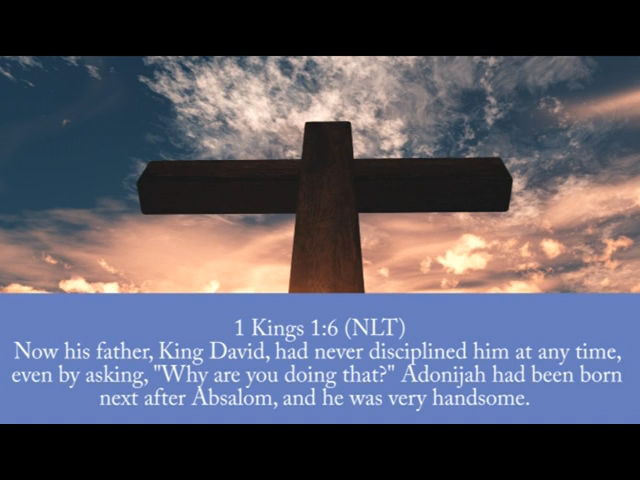 1 Kings 1:6 (NLT)
Now his father, King David, had never disciplined him at any time,
even by asking, "Why are you doing that?" Adonijah had been born
next after Absalom, and he was very handsome.